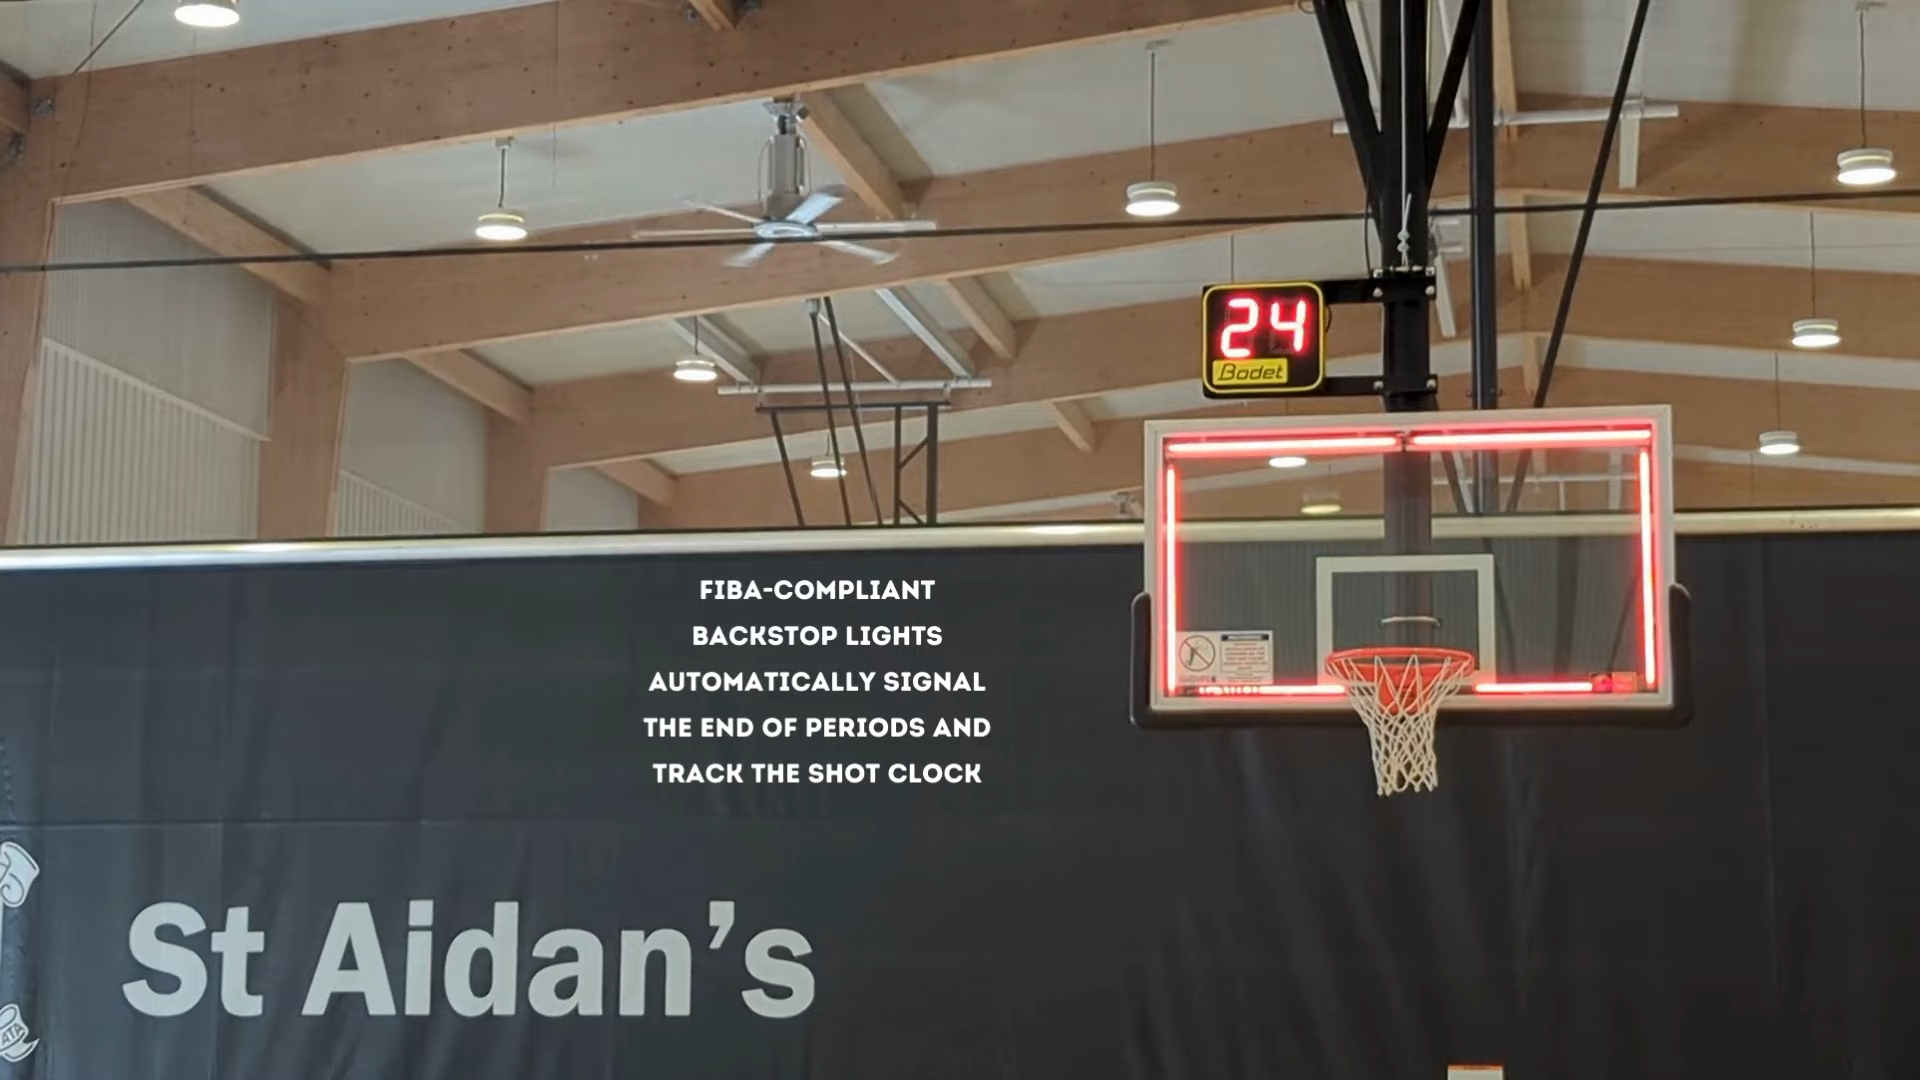 24
Bodet
FIBA-COMPLIANT
BACKSTOP LIGHTS
AUTOMATICALLY SIGNAL
THE END OF PERIODS AND
TRACK THE SHOT CLOCK
St Aidan's